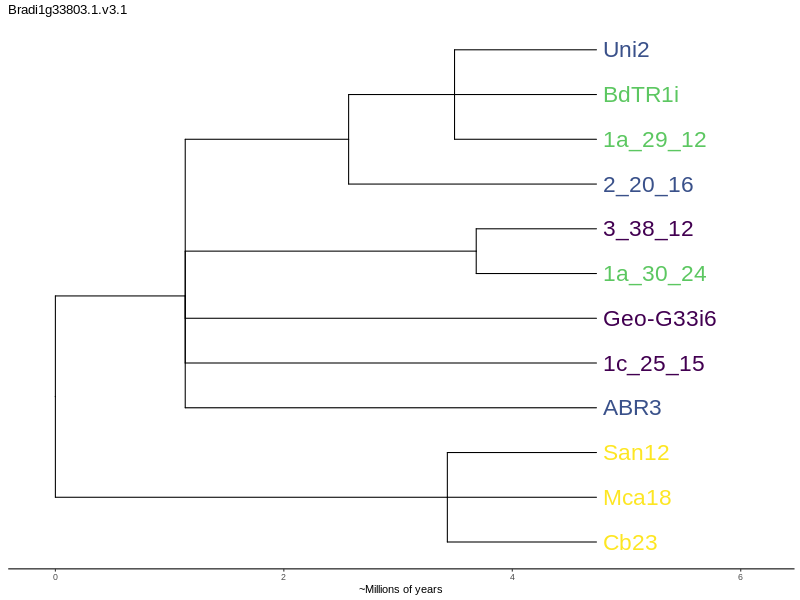 Bradi1g33803.1.v3.1
Uni2
BdTR1i
1a_29_12
2_20_16
3_38_12
1a_30_24
Geo-G33i6
1c_25_15
ABR3
San12
Mca18
Cb23
0 2 4 6
~Millions of years